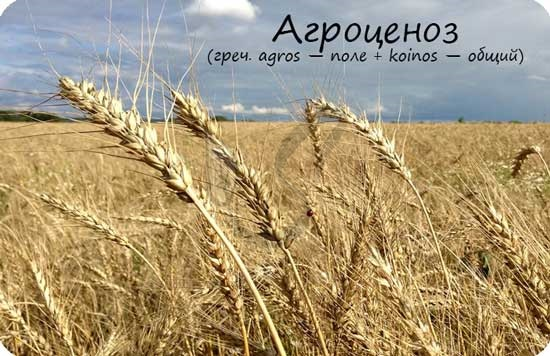 Агроценоз
(греч. agros — поле + koinos — общий)